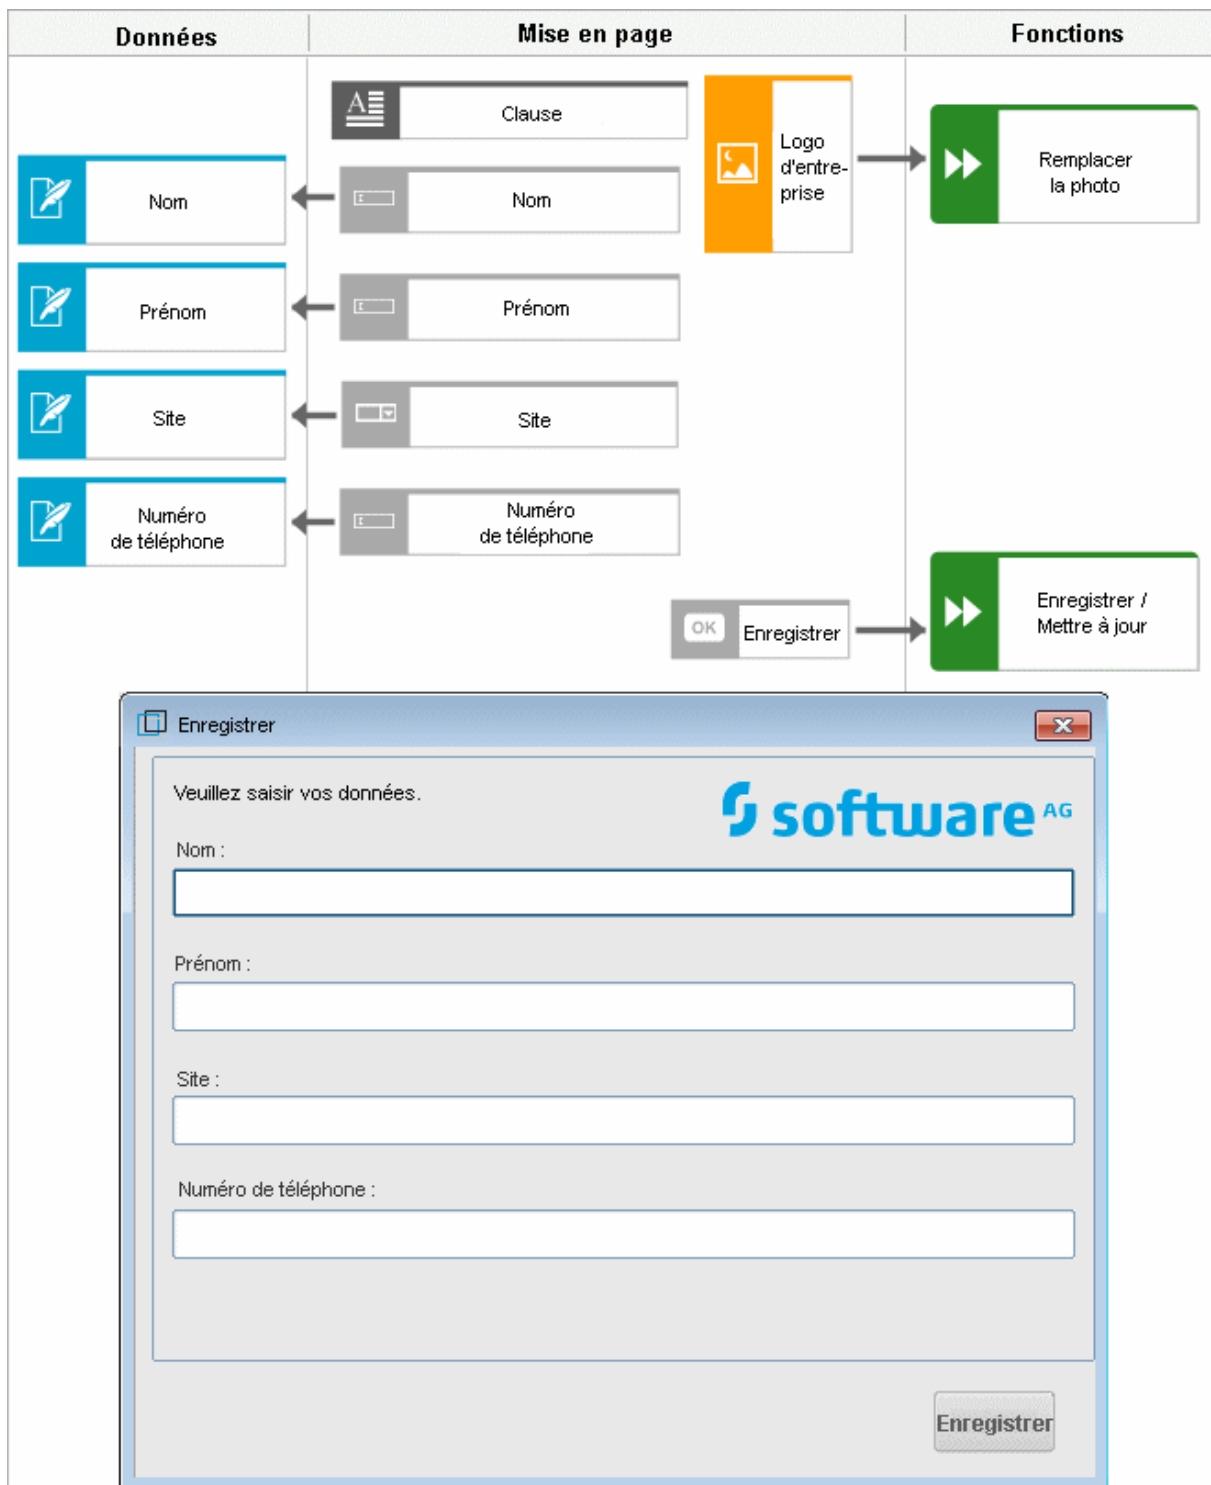 Données
Mise en page
Fonctions
Clause
Logo
d'entre-
prise
Remplacer
la photo
Nom
Nom
Prénom
Prénom
Site
Site
Numéro
de téléphone
Numéro
de téléphone
OK
Enregistrer
Enregistrer /
Mettre à jour
Enregistrer
Veuillez saisir vos données.
software AG
Nom :
Prénom :
Site :
Numéro de téléphone :
Enregistrer